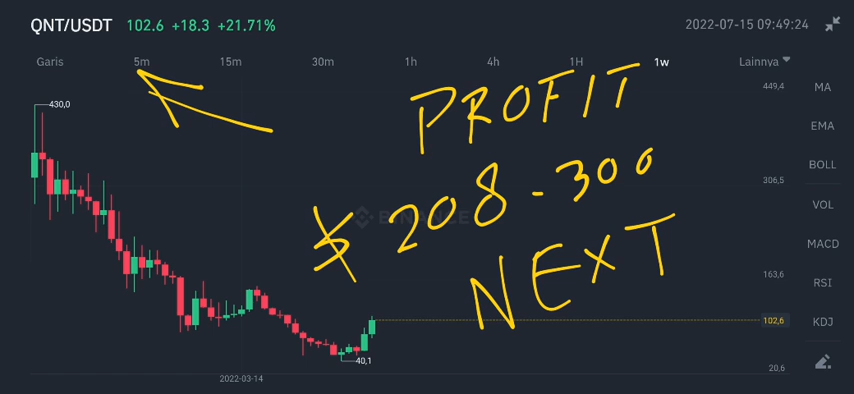 QNT/USDT 102.6 +18.3 +21.71% 2022-07-15 09:49:24
Garis 5m 15m 30m 1h 4h 1H 1w Lainnya
449,4
MA
430,0
PROFIT
EMA
BOLL
306,5
$ 208-300
VOL
BINANCE
MACD
NEXT
163,6
RSI
102,6
KDJ
40,1
20,6
2022-03-14